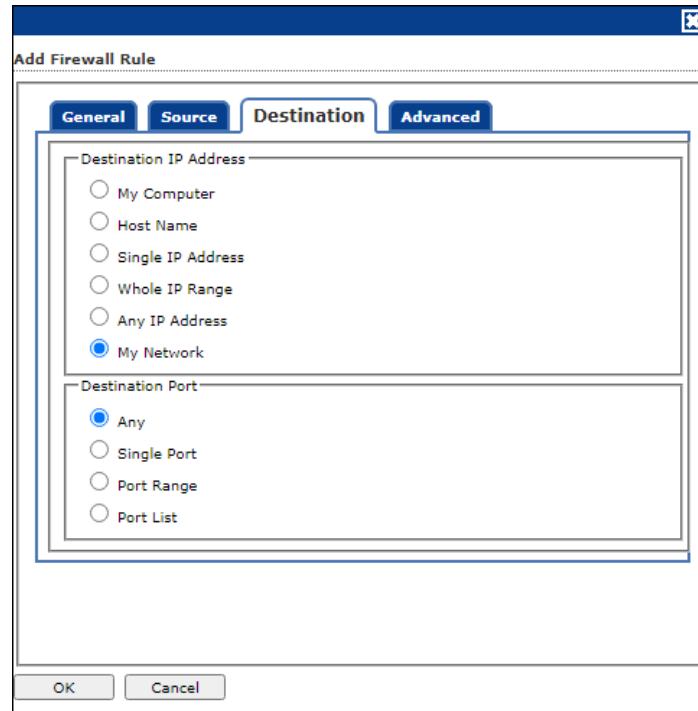 Add Firewall Rule
General Source Destination Advanced
Destination IP Address
My Computer
Host Name
Single IP Address
Whole IP Range
Any IP Address
My Network
Destination Port
Any
Single Port
Port Range
Port List
OK Cancel